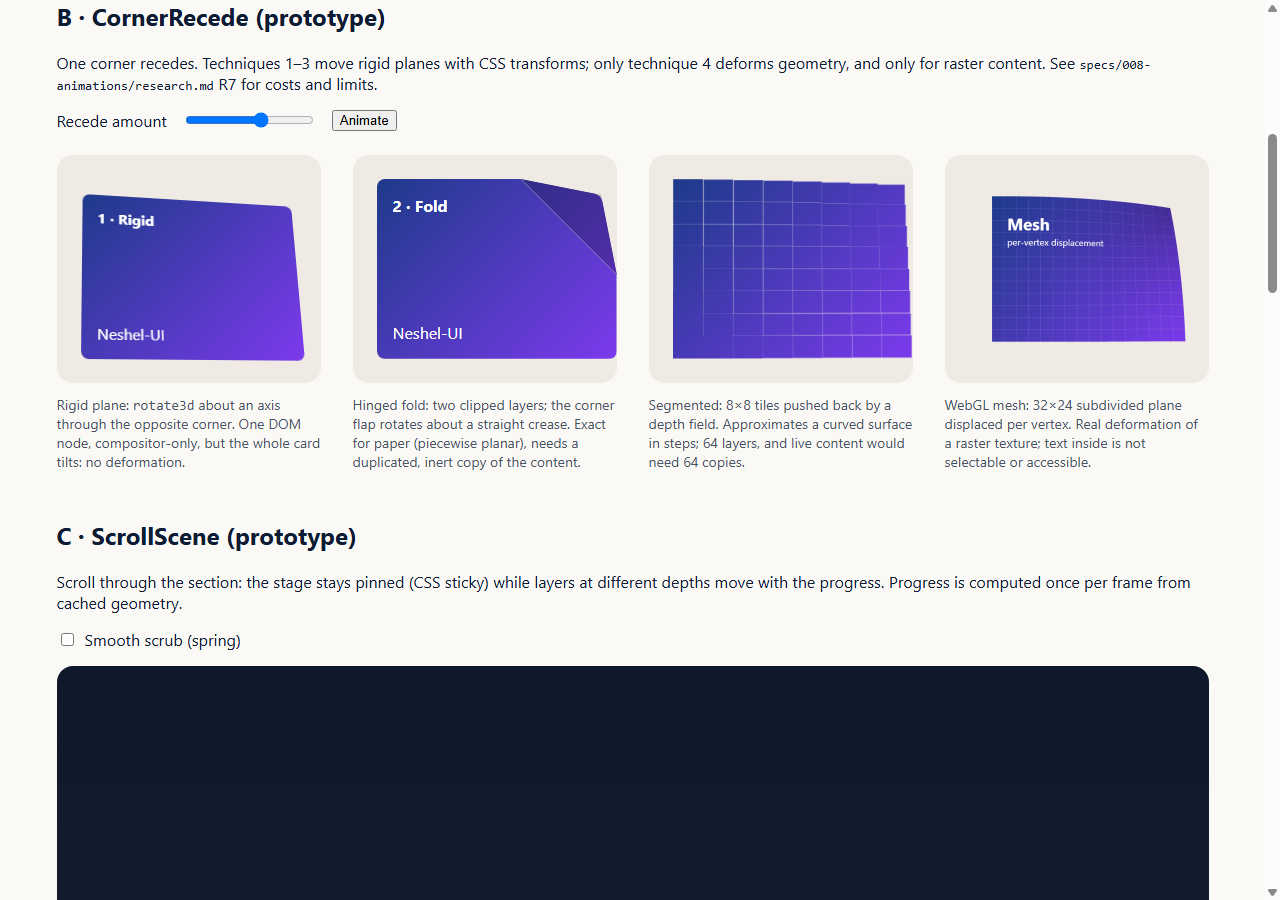 B · CornerRecede (prototype)
One corner recedes. Techniques 1–3 move rigid planes with CSS transforms; only technique 4 deforms geometry, and only for raster content. See specs/008-
animations/research.md R7 for costs and limits.
Recede amount
Animate
1 · Rigid
Neshel-UI
2 · Fold
Neshel-UI
Mesh
per-vertex displacement
Rigid plane: rotate3d about an axis
through the opposite corner. One DOM
node, compositor-only, but the whole card
tilts: no deformation.
Hinged fold: two clipped layers; the corner
flap rotates about a straight crease. Exact
for paper (piecewise planar), needs a
duplicated, inert copy of the content.
Segmented: 8×8 tiles pushed back by a
depth field. Approximates a curved surface
in steps; 64 layers, and live content would
need 64 copies.
WebGL mesh: 32×24 subdivided plane
displaced per vertex. Real deformation of
a raster texture; text inside is not
selectable or accessible.
C · ScrollScene (prototype)
Scroll through the section: the stage stays pinned (CSS sticky) while layers at different depths move with the progress. Progress is computed once per frame from
cached geometry.
Smooth scrub (spring)